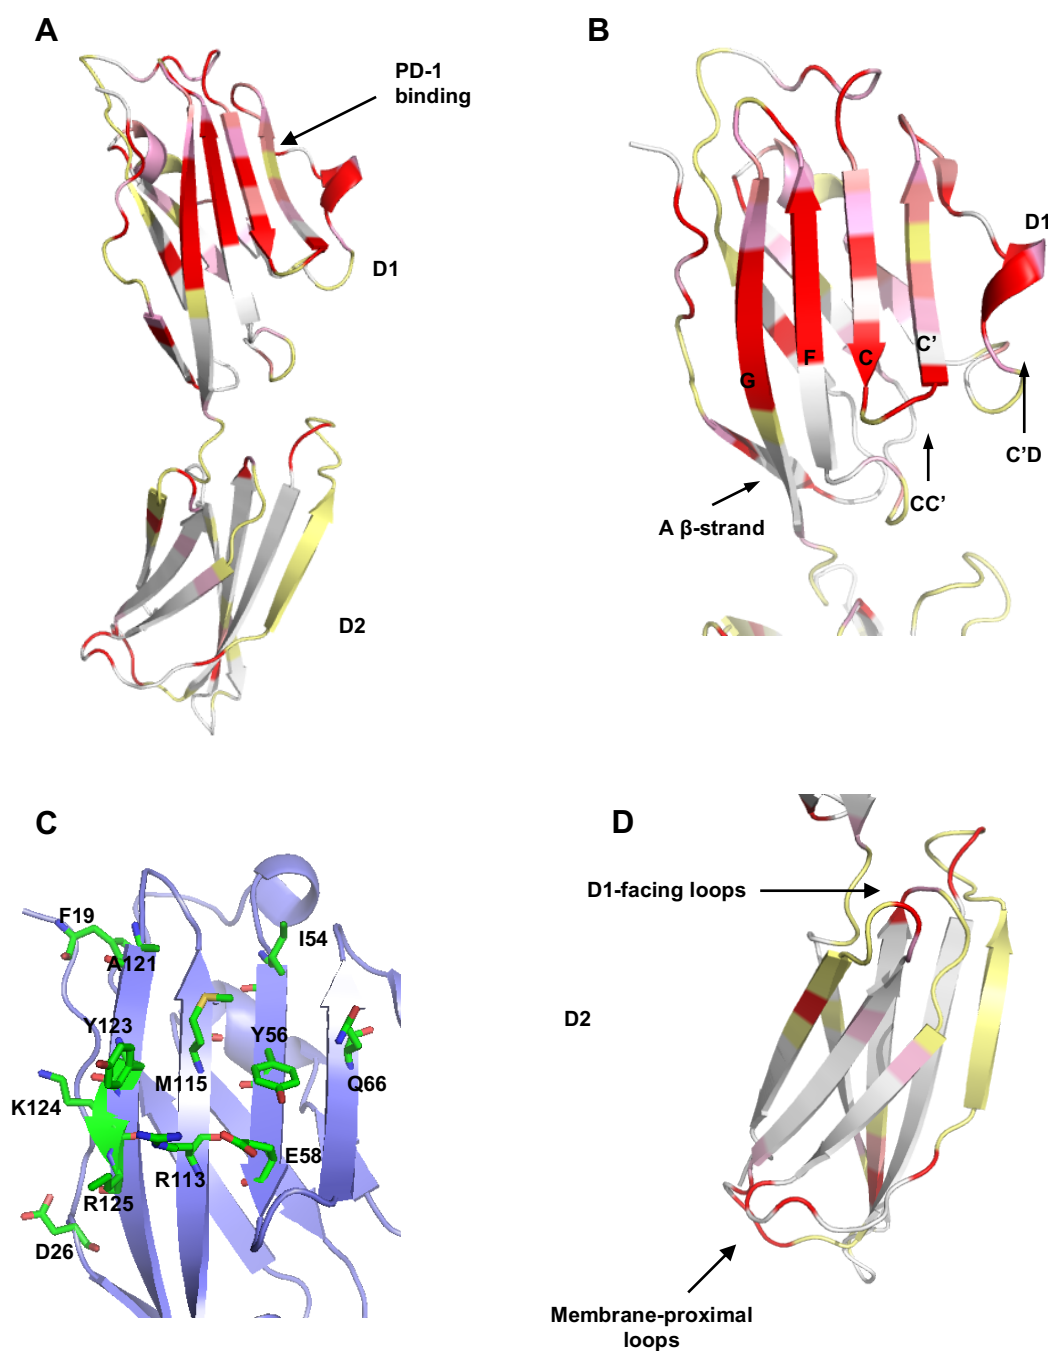 A
PD-1
binding
D1
D2
B
D1
G
F
C
C’
C’D
CC’
A β-strand
C
F19
A121
I54
Y123
Y56
M115
Q66
K124
E58
R113
R125
D26
D
D1-facing loops
D2
Membrane-proximal
loops